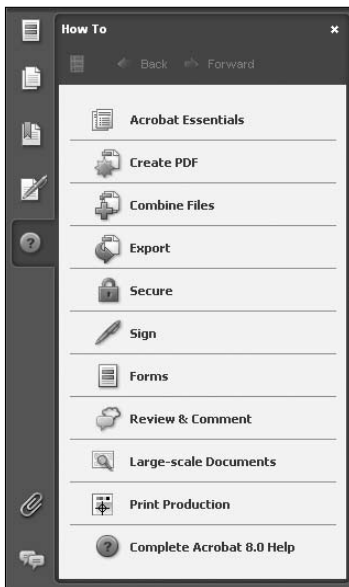 How To
Back Forward
Acrobat Essentials
Create PDF
Combine Files
Export
Secure
Sign
Forms
Review & Comment
Large-scale Documents
Print Production
Complete Acrobat 8.0 Help